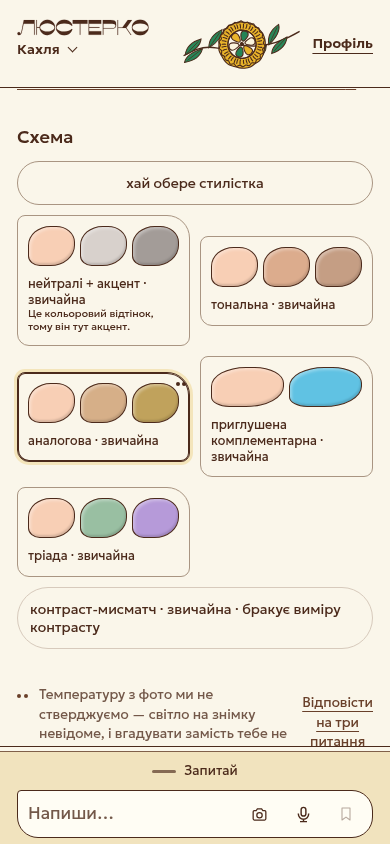 ЛЮСТЕРКО
Кахля
Профіль
Схема
хай обере стилістка
нейтралі + акцент ·
звичайна
Це кольоровий відтінок,
тому він тут акцент.
тональна · звичайна
аналогова · звичайна
приглушена
комплементарна ·
звичайна
тріада · звичайна
контраст-мисматч · звичайна · бракує виміру
контрасту
Температуру з фото ми не
стверджуємо — світло на знімку
невідоме, і вгадувати замість тебе не
Відповісти
на три
питання
Запитай
Напиши…